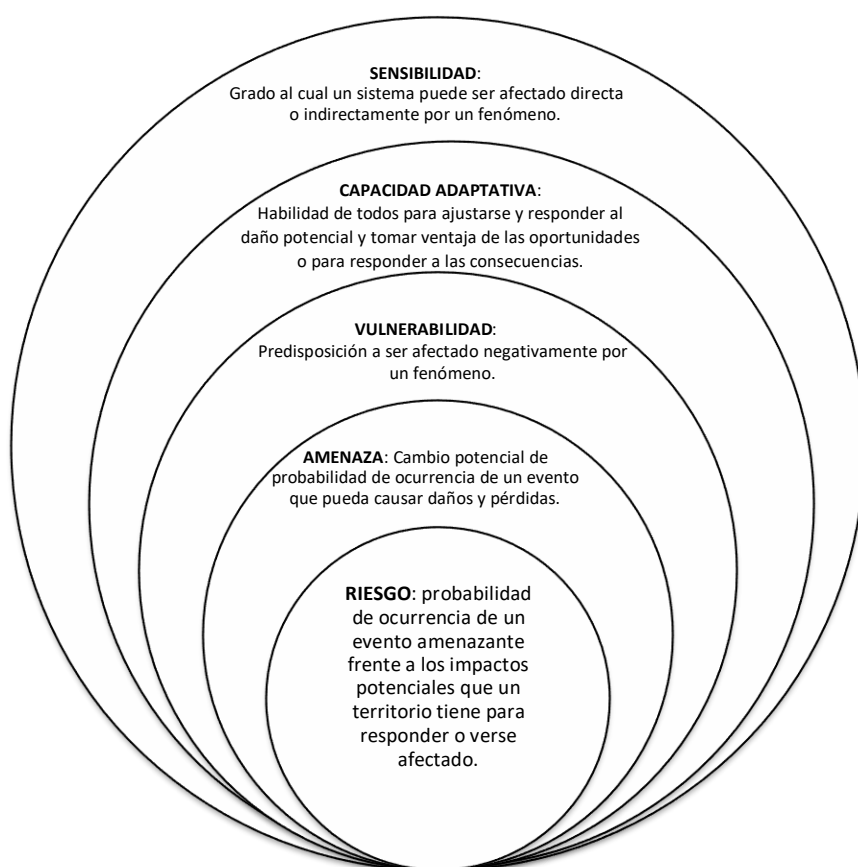 SENSIBILIDAD:
Grado al cual un sistema puede ser afectado directa
o indirectamente por un fenómeno.
CAPACIDAD ADAPTATIVA:
Habilidad de todos para ajustarse y responder al
daño potencial y tomar ventaja de las oportunidades
o para responder a las consecuencias.
VULNERABILIDAD:
Predisposición a ser afectado negativamente por
un fenómeno.
AMENAZA: Cambio potencial de
probabilidad de ocurrencia de un evento
que pueda causar daños y pérdidas.
RIESGO: probabilidad
de ocurrencia de un
evento amenazante
frente a los impactos
potenciales que un
territorio tiene para
responder o verse
afectado.